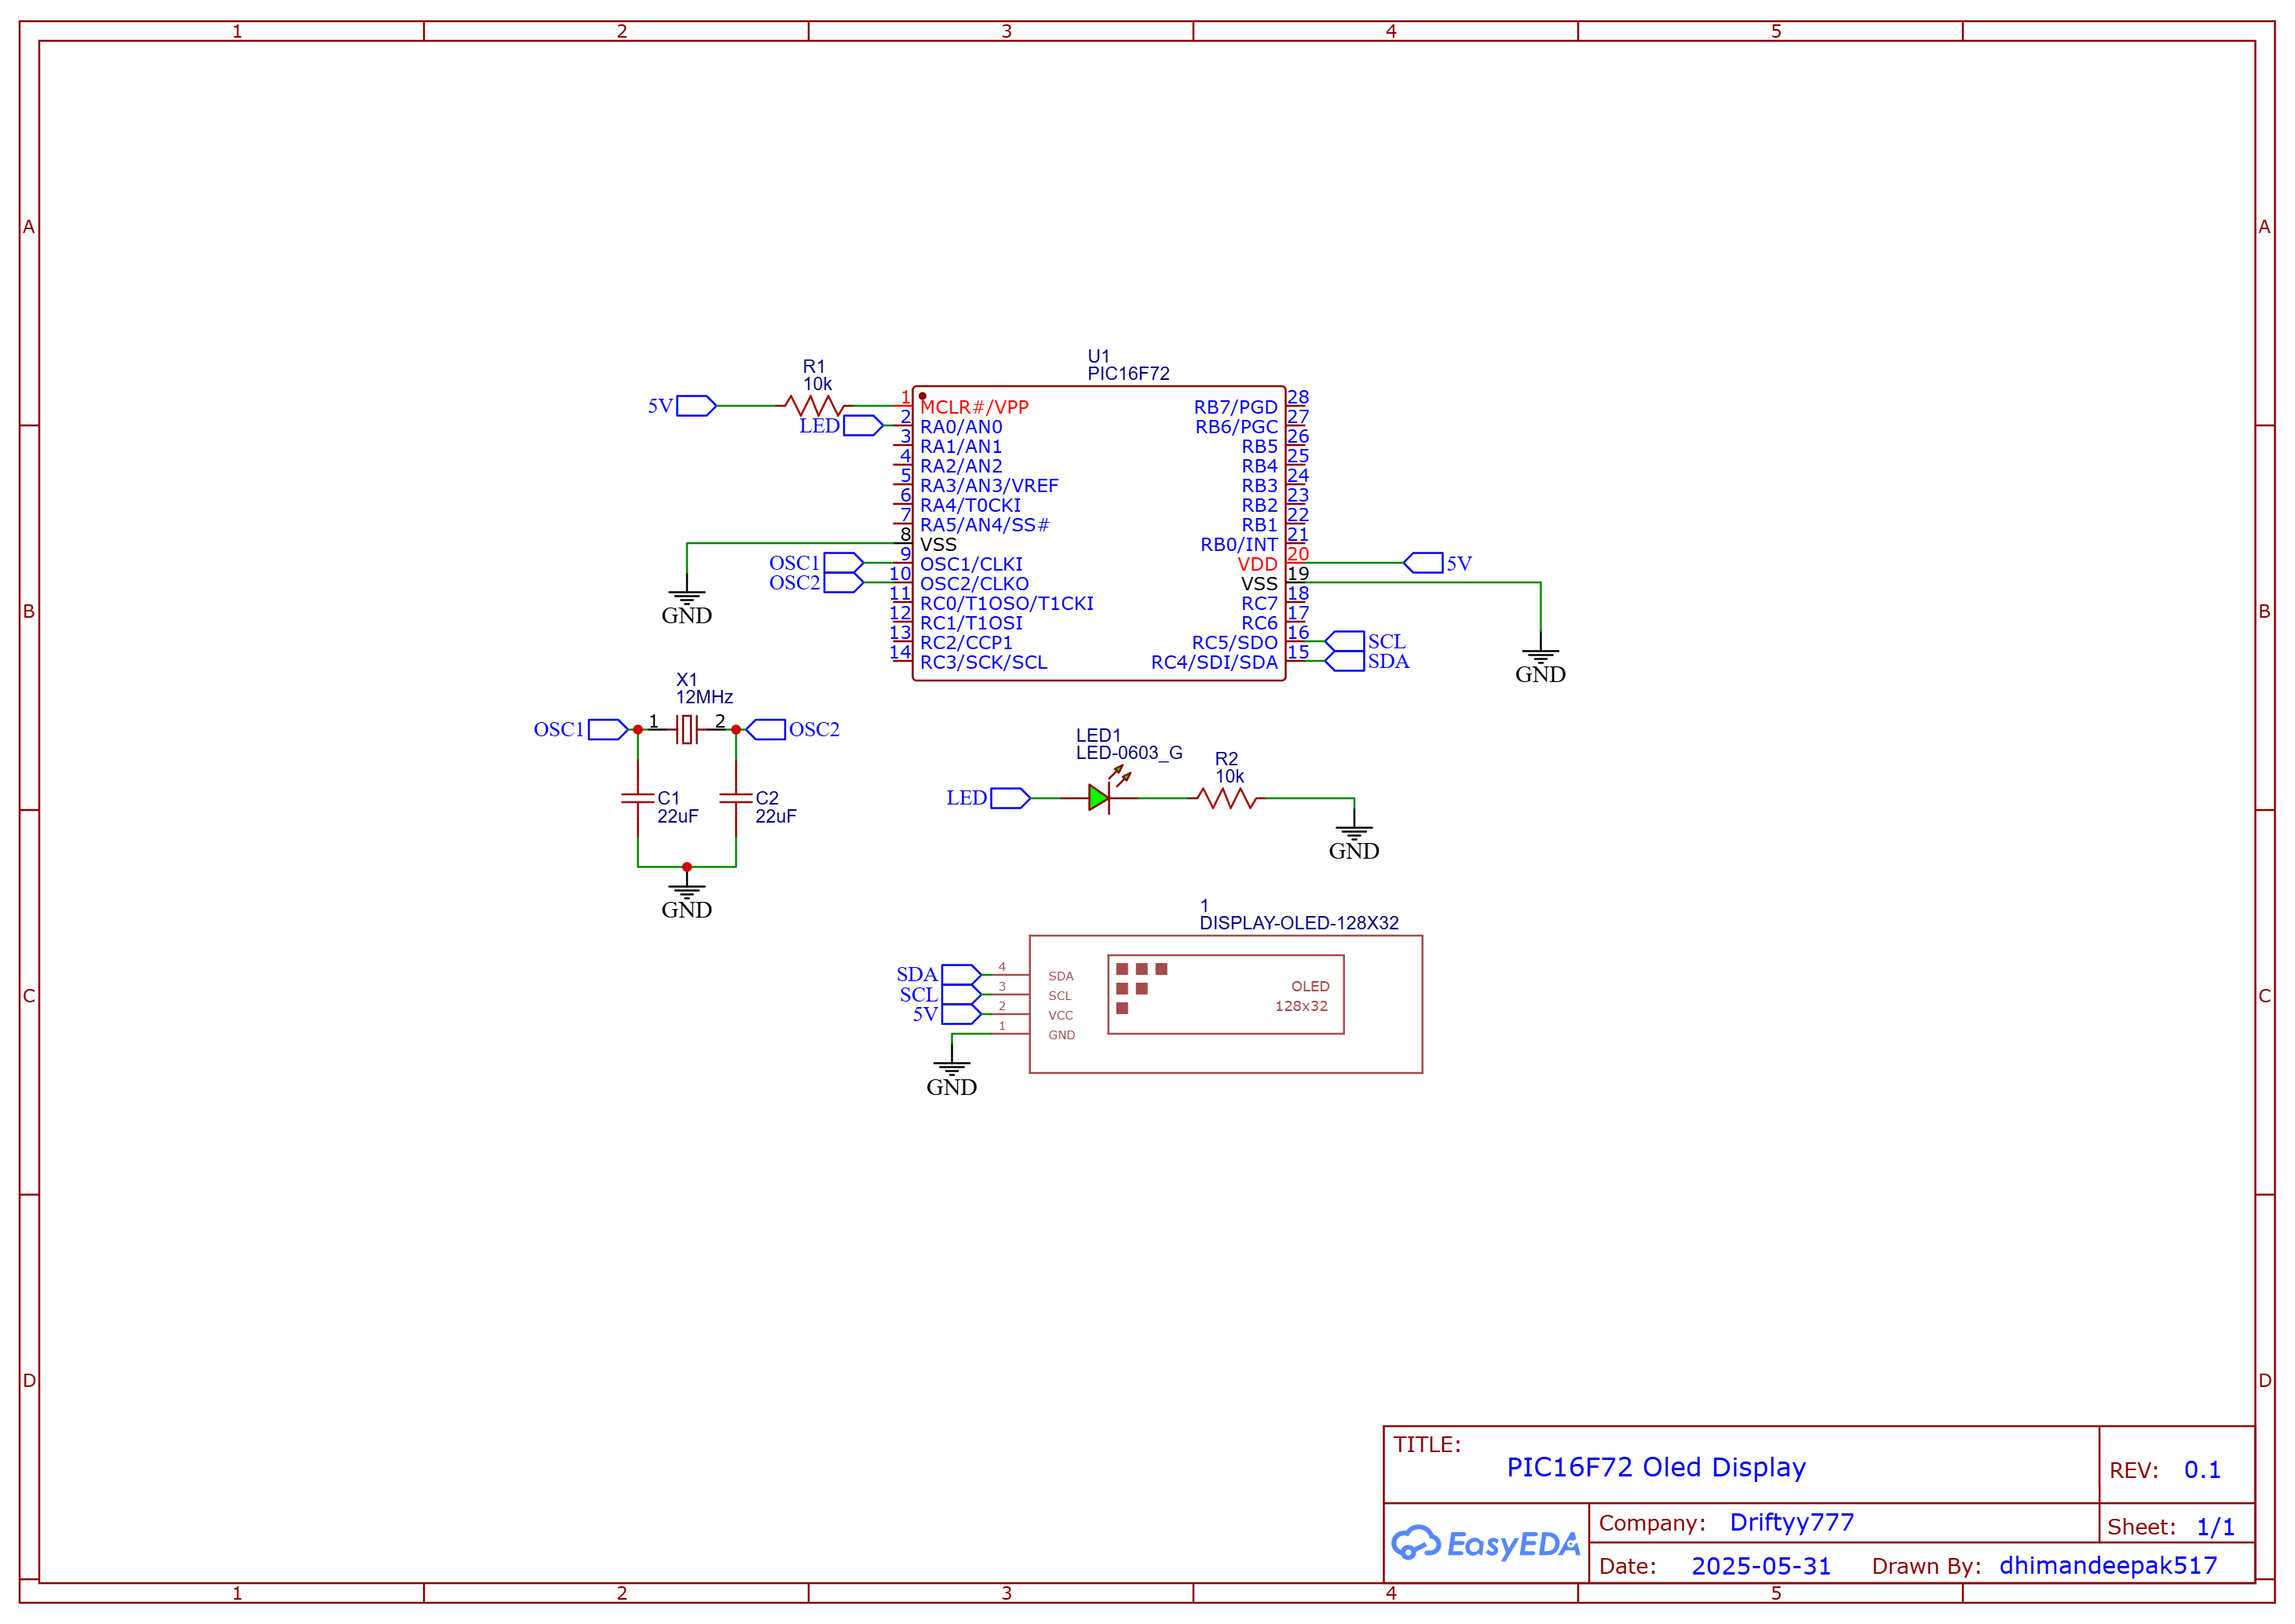 1 2 3 4 5
A A
B B
C C
D D
U1
PIC16F72
R1
10k
5V
LED
1 MCLR#/VPP
2 RA0/AN0
3 RA1/AN1
4 RA2/AN2
5 RA3/AN3/VREF
6 RA4/T0CKI
7 RA5/AN4/SS#
8 VSS
9 OSC1/CLKI
10 OSC2/CLKO
11 RC0/T1OSO/T1CKI
12 RC1/T1OSI
13 RC2/CCP1
14 RC3/SCK/SCL
RB7/PGD 28
RB6/PGC 27
RB5 26
RB4 25
RB3 24
RB2 23
RB1 22
RB0/INT 21
VDD 20
VSS 19
RC7 18
RC6 17
RC5/SDO 16
RC4/SDI/SDA 15
OSC1
OSC2
GND
5V
SCL
SDA
GND
X1
12MHz
OSC1 1 2 OSC2
C1
22uF
C2
22uF
GND
LED1
LED-0603_G
R2
10k
LED
GND
1
DISPLAY-OLED-128X32
SDA 4 SDA
SCL 3 SCL
5V 2 VCC
1 GND
OLED
128x32
GND
TITLE:
PIC16F72 Oled Display
REV: 0.1
EasyEDA
Company: Driftyy777
Sheet: 1/1
Date: 2025-05-31 Drawn By: dhimandeepak517
1 2 3 4 5